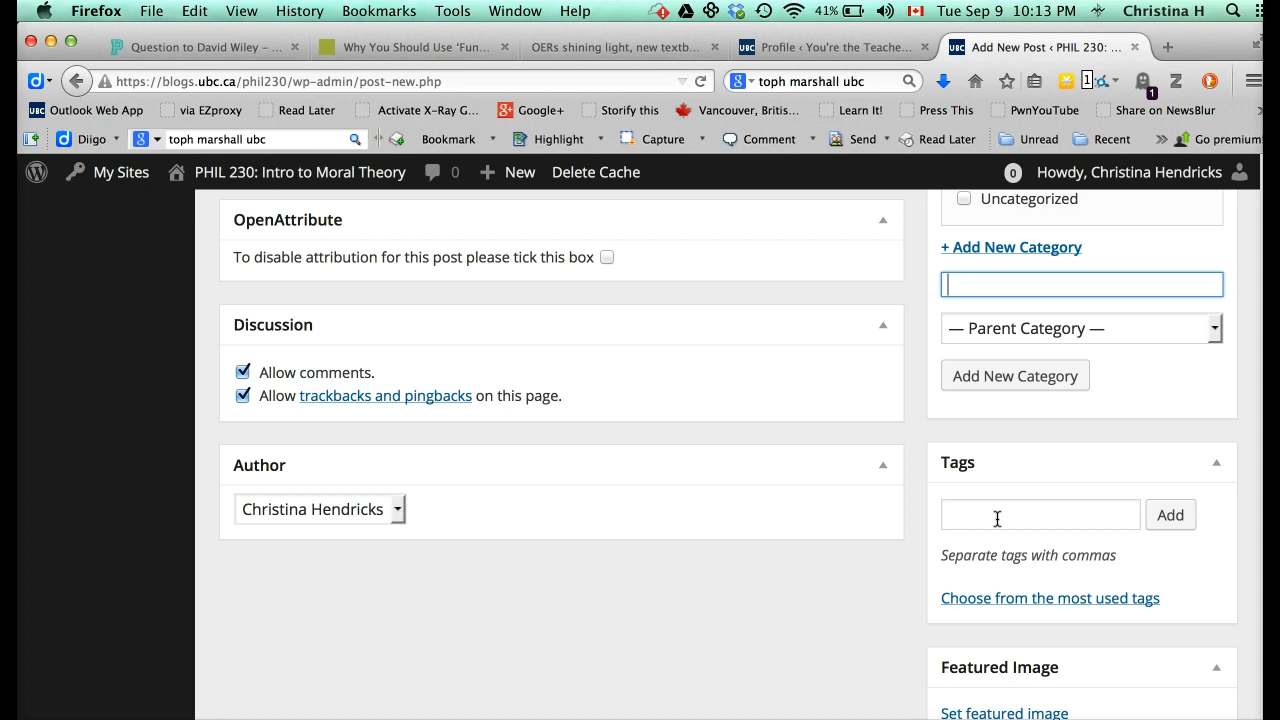 Firefox File Edit View History Bookmarks Tools Window Help 41% Tue Sep 9 10:13 PM Christina H
Question to David Wiley – ... × Why You Should Use 'Fun... × OERs shining light, new textb... × UBC Profile ‹ You're the Teache... × UBC Add New Post ‹ PHIL 230: ... ×
https://blogs.ubc.ca/phil230/wp-admin/post-new.php toph marshall ubc 1 1
UBC Outlook Web App via EZproxy Read Later Activate X-Ray G... Google+ Storify this Vancouver, Britis... Learn It! Press This PwnYouTube Share on NewsBlur
Diigo toph marshall ubc Bookmark Highlight Capture Comment Send Read Later Unread Recent » Go premium
My Sites PHIL 230: Intro to Moral Theory 0 New Delete Cache 0 Howdy, Christina Hendricks
Uncategorized
+ Add New Category
— Parent Category —
Add New Category
OpenAttribute
To disable attribution for this post please tick this box
Discussion
Allow comments.
Allow trackbacks and pingbacks on this page.
Author
Christina Hendricks
Tags
Add
Separate tags with commas
Choose from the most used tags
Featured Image
Set featured image